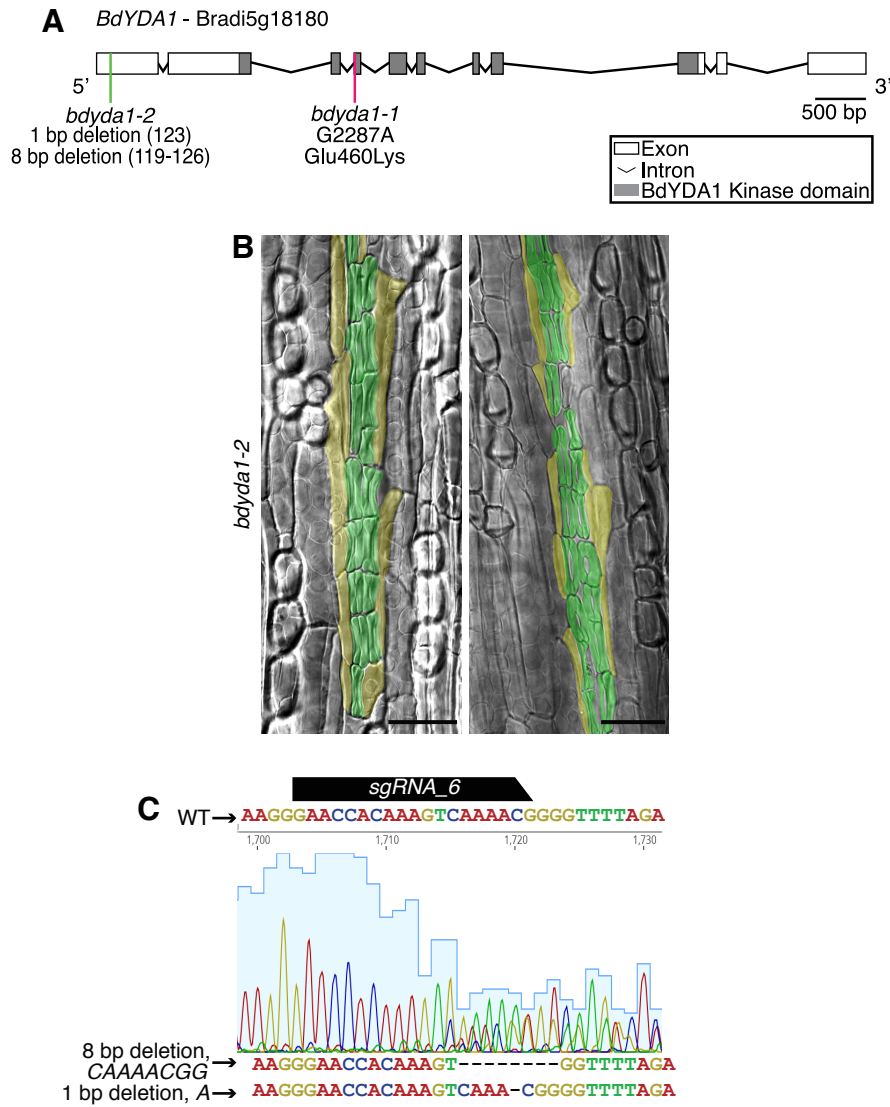 A
BdYDA1 - Bradi5g18180
5’
3’
bdyda1-2
1 bp deletion (123)
8 bp deletion (119-126)
bdyda1-1
G2287A
Glu460Lys
500 bp
Exon
Intron
BdYDA1 Kinase domain
B
bdyda1-2
C
sgRNA_6
WT→ AAGGGAACCACAAAGTCAAAACGGGGTTTTAGA
1,700 1,710 1,720 1,730
8 bp deletion,
CAAAACGG → AAGGGAACCACAAAGT--------GGTTTTAGA
1 bp deletion, A→ AAGGGAACCACAAAGTCAAA-CGGGGTTTTAGA